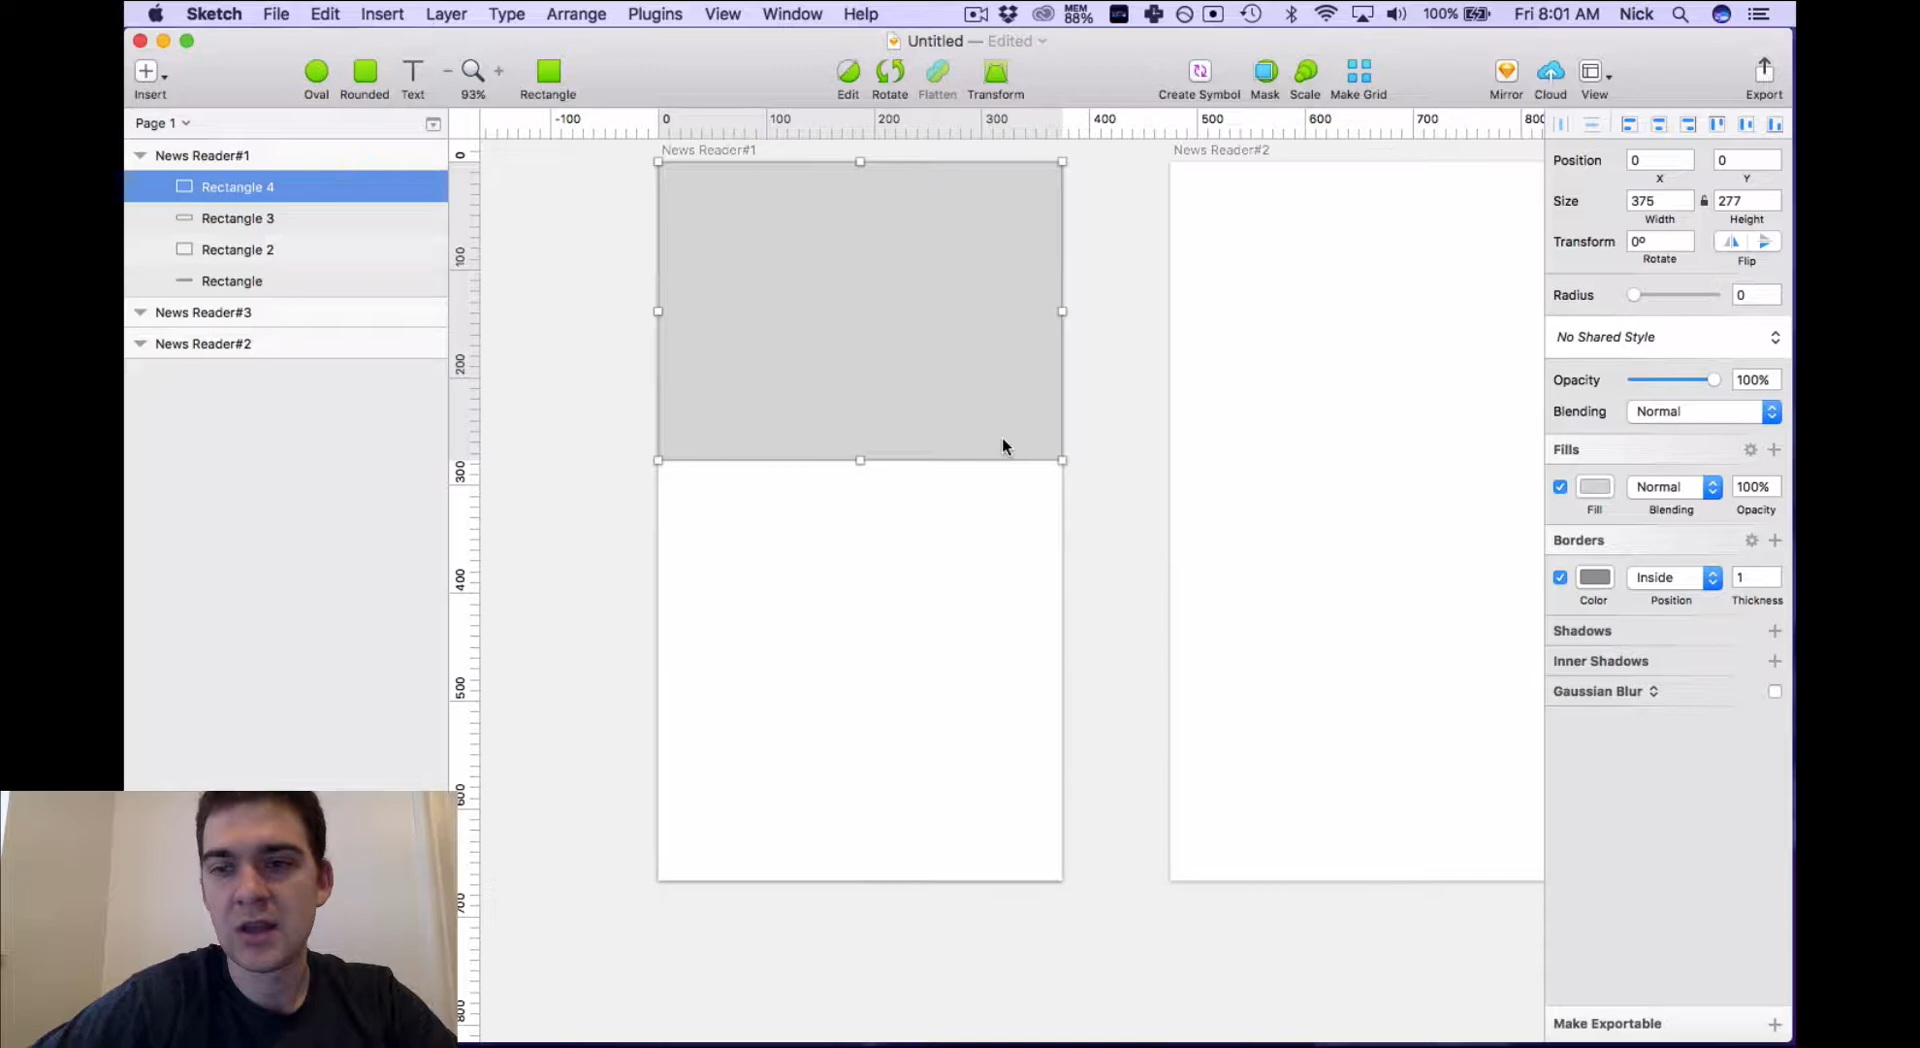 Sketch File Edit Insert Layer Type Arrange Plugins View Window Help MEM 88% 100% Fri 8:01 AM Nick
Untitled — Edited
Insert Oval Rounded Text 93% Rectangle Edit Rotate Flatten Transform Create Symbol Mask Scale Make Grid Mirror Cloud View Export
Page 1
-100 0 100 200 300 400 500 600 700 800
News Reader#1
Rectangle 4
Rectangle 3
Rectangle 2
Rectangle
News Reader#3
News Reader#2
0
100
200
300
400
500
600
700
800
News Reader#1 News Reader#2
Position 0 0
X Y
Size 375 277
Width Height
Transform 0º
Rotate Flip
Radius 0
No Shared Style
Opacity 100%
Blending Normal
Fills
Normal 100%
Fill Blending Opacity
Borders
Inside 1
Color Position Thickness
Shadows
Inner Shadows
Gaussian Blur
Make Exportable